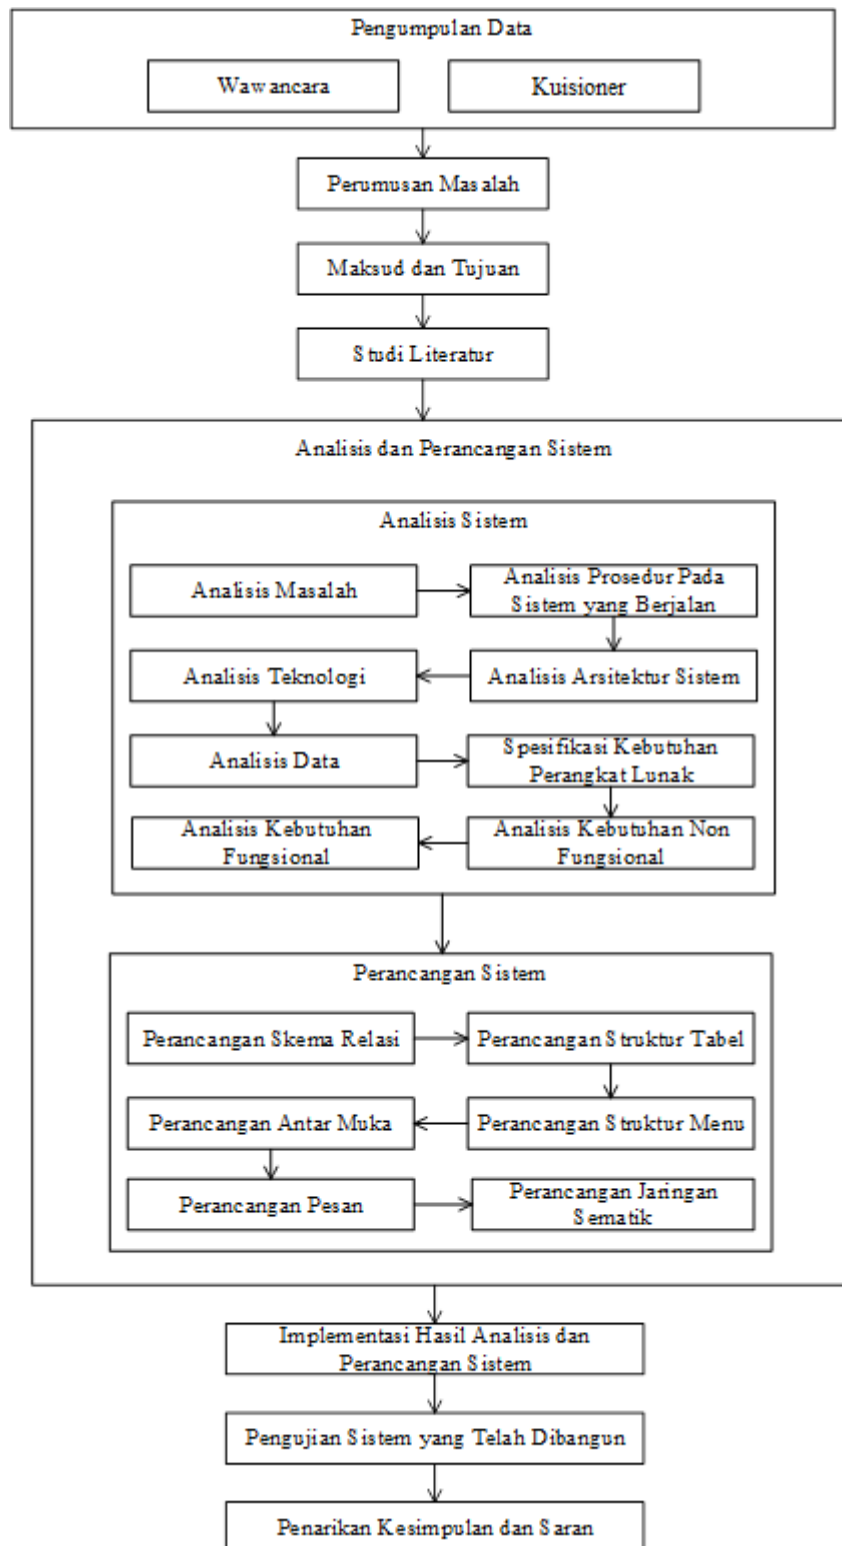 Pengumpulan Data
Wawancara
Kuisioner
Perumusan Masalah
Maksud dan Tujuan
Studi Literatur
Analisis dan Perancangan Sistem
Analisis Sistem
Analisis Masalah
Analisis Prosedur Pada
Sistem yang Berjalan
Analisis Teknologi
Analisis Arsitektur Sistem
Analisis Data
Spesifikasi Kebutuhan
Perangkat Lunak
Analisis Kebutuhan
Fungsional
Analisis Kebutuhan Non
Fungsional
Perancangan Sistem
Perancangan Skema Relasi
Perancangan Struktur Tabel
Perancangan Antar Muka
Perancangan Struktur Menu
Perancangan Pesan
Perancangan Jaringan
Sematik
Implementasi Hasil Analisis dan
Perancangan Sistem
Pengujian Sistem yang Telah Dibangun
Penarikan Kesimpulan dan Saran